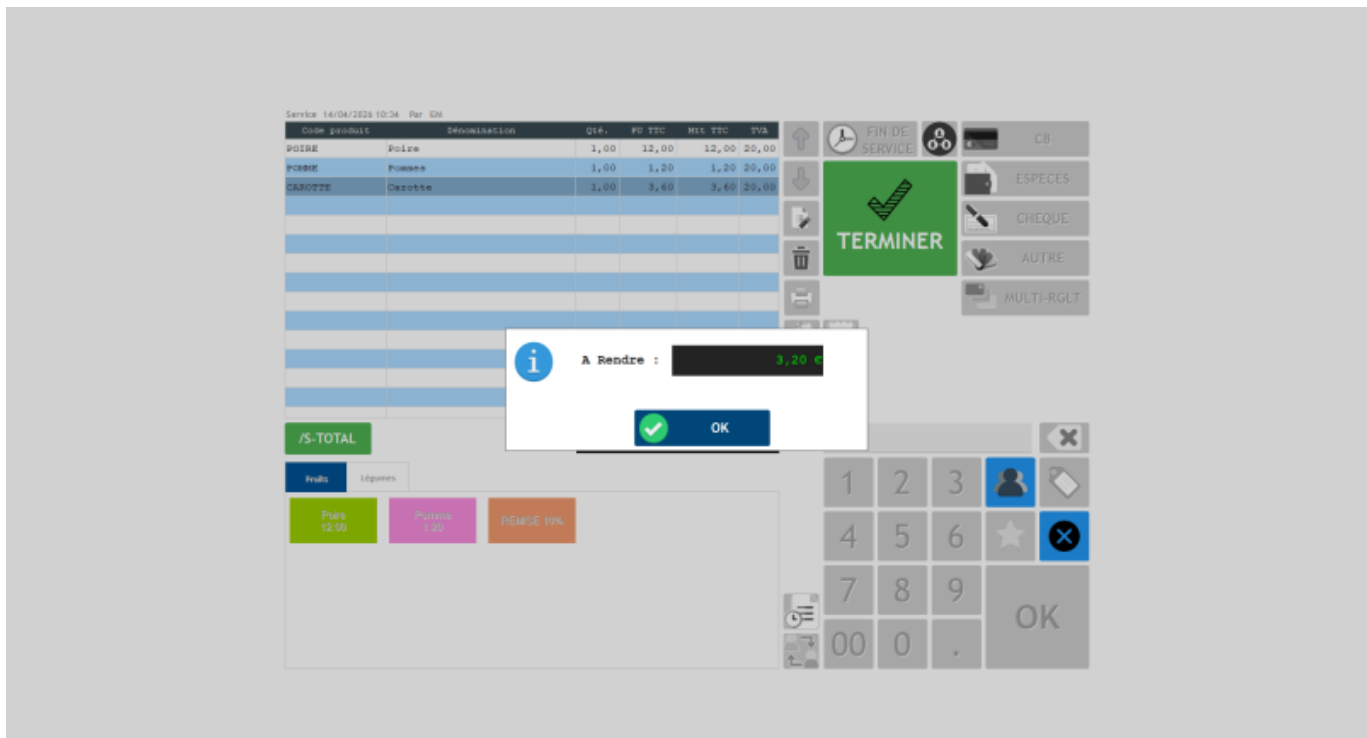 Service 14/04/2026 10:34 Par EM
Code produit Dénomination Qté. PU TTC Mtt TTC TVA
POIRE Poire 1,00 12,00 12,00 20,00
POMME Pommes 1,00 1,20 1,20 20,00
CAROTTE Carotte 1,00 3,60 3,60 20,00
FIN DE SERVICE
CB
TERMINER
ESPECES
CHEQUE
AUTRE
MULTI-RGLT
i
A Rendre : 3,20 €
OK
/S-TOTAL
Fruits Légumes
Poire
12.00
Pomme
1.20
REMISE 10%
1 2 3
4 5 6
7 8 9
OK
00 0 .